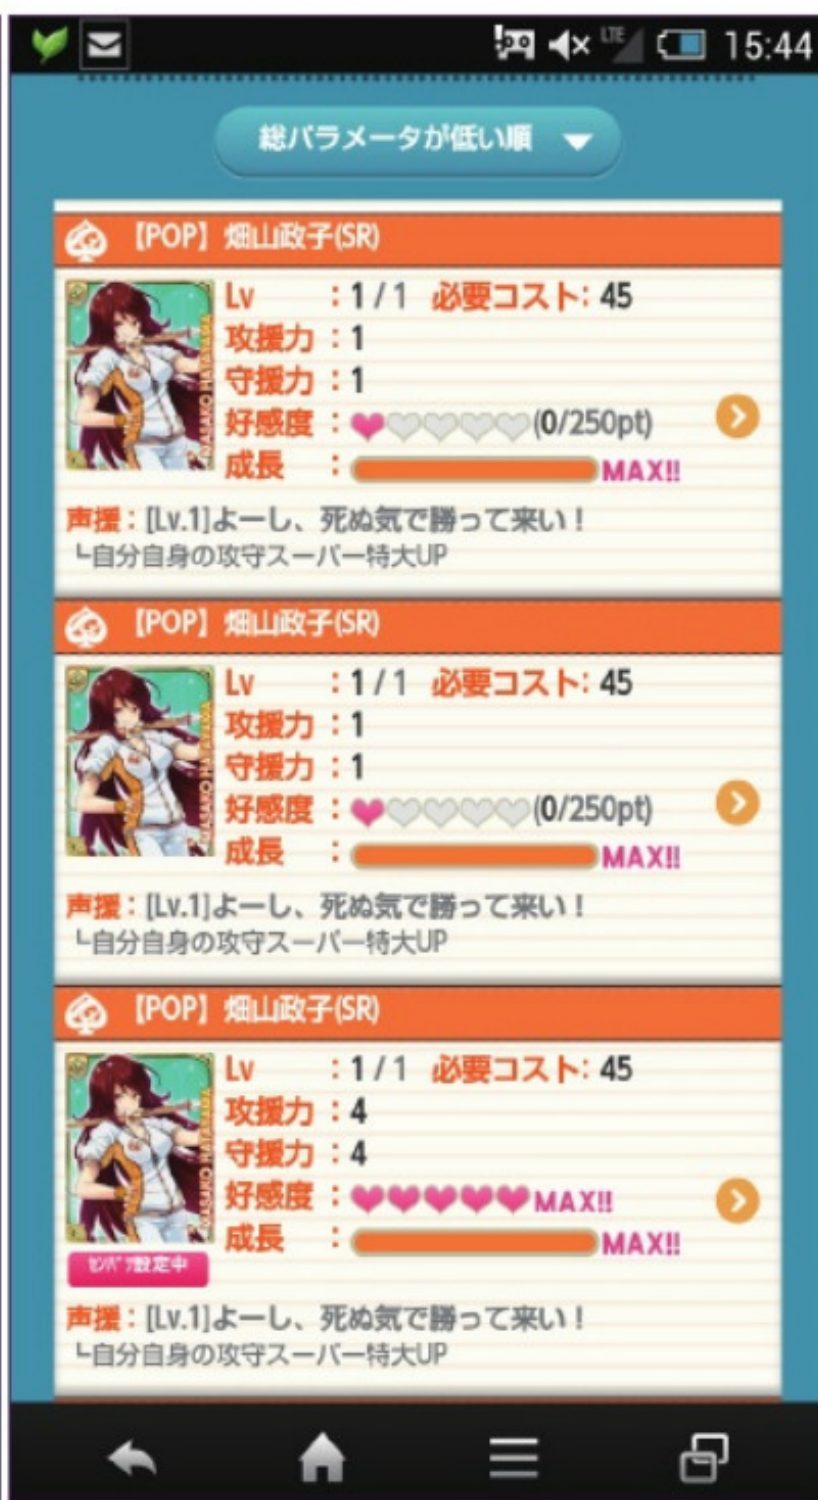 LTE 15:44
総パラメータが低い順
【POP】畑山政子(SR)
Lv : 1 / 1 必要コスト: 45
攻援力 : 1
守援力 : 1
好感度 : (0/250pt)
成長 : MAX!!
MASAKO HATAYAMA
声援 : [Lv.1]よーし、死ぬ気で勝って来い!
└自分自身の攻守スーパー特大UP
【POP】畑山政子(SR)
Lv : 1 / 1 必要コスト: 45
攻援力 : 1
守援力 : 1
好感度 : (0/250pt)
成長 : MAX!!
MASAKO HATAYAMA
声援 : [Lv.1]よーし、死ぬ気で勝って来い!
└自分自身の攻守スーパー特大UP
【POP】畑山政子(SR)
Lv : 1 / 1 必要コスト: 45
攻援力 : 4
守援力 : 4
好感度 : MAX!!
成長 : MAX!!
MASAKO HATAYAMA
ｾﾝﾊﾞﾂ設定中
声援 : [Lv.1]よーし、死ぬ気で勝って来い!
└自分自身の攻守スーパー特大UP